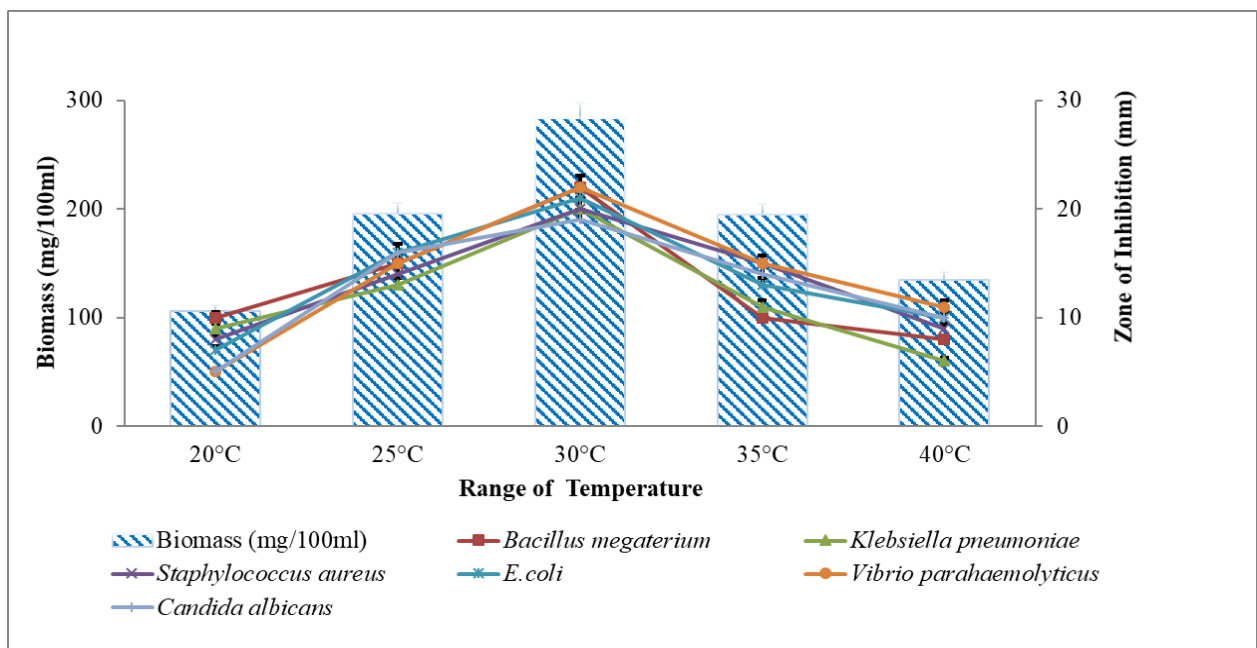 300
200
100
0
Biomass (mg/100ml)
30
20
10
0
Zone of Inhibition (mm)
20°C 25°C 30°C 35°C 40°C
Range of Temperature
Biomass (mg/100ml) Bacillus megaterium Klebsiella pneumoniae
Staphylococcus aureus E.coli Vibrio parahaemolyticus
Candida albicans